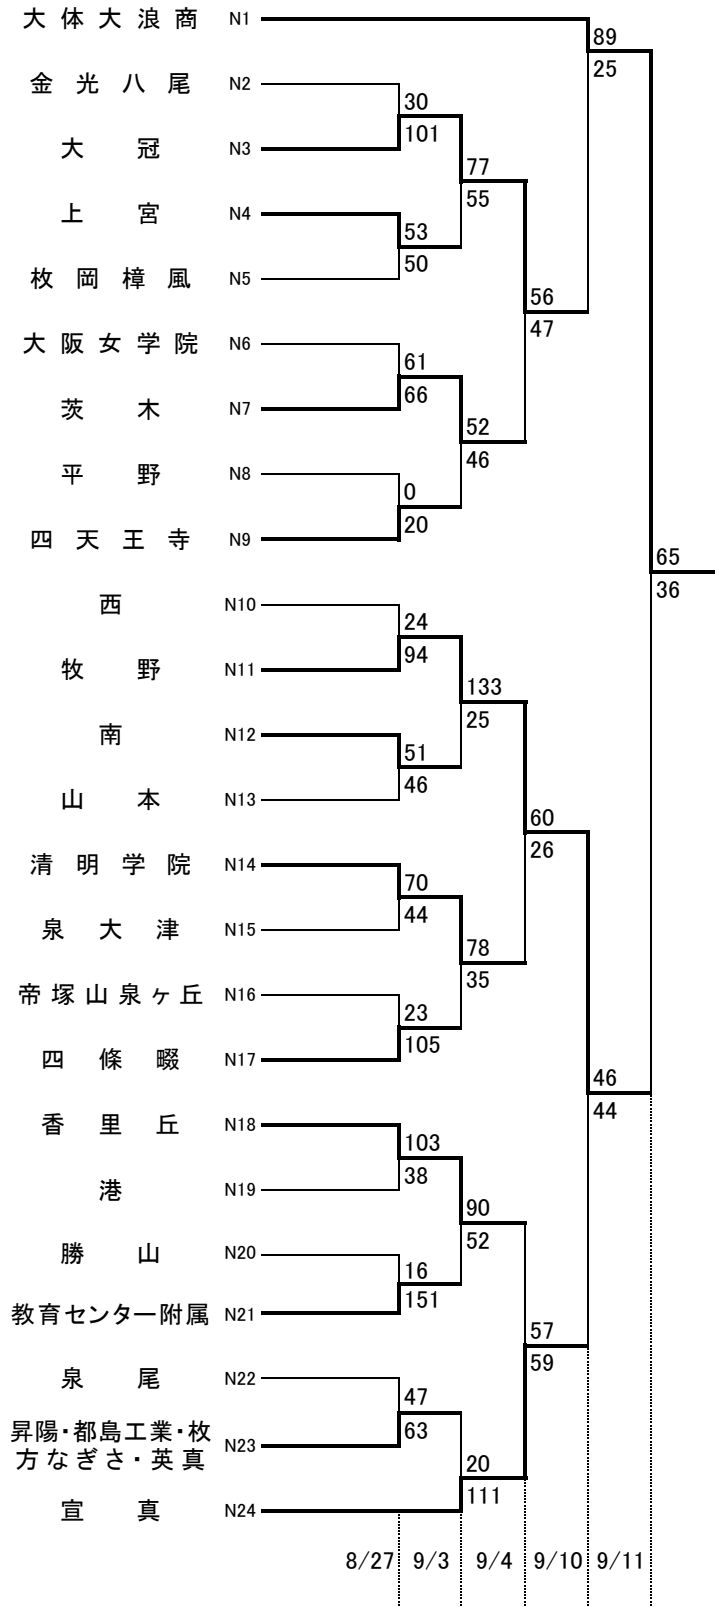 大体大浪商 N1
89
25
金光八尾 N2
30
101
大冠 N3
77
55
上宮 N4
53
50
枚岡樟風 N5
56
47
大阪女学院 N6
61
66
茨木 N7
52
46
平野 N8
0
20
四天王寺 N9
65
36
西 N10
24
94
牧野 N11
133
25
南 N12
51
46
山本 N13
60
26
清明学院 N14
70
44
泉大津 N15
78
35
帝塚山泉ヶ丘 N16
23
105
四條畷 N17
46
44
香里丘 N18
103
38
港 N19
90
52
勝山 N20
16
151
教育センター附属 N21
57
59
泉尾 N22
47
63
昇陽・都島工業・枚
方なぎさ・英真 N23
20
111
宣真 N24
8/27 9/3 9/4 9/10 9/11